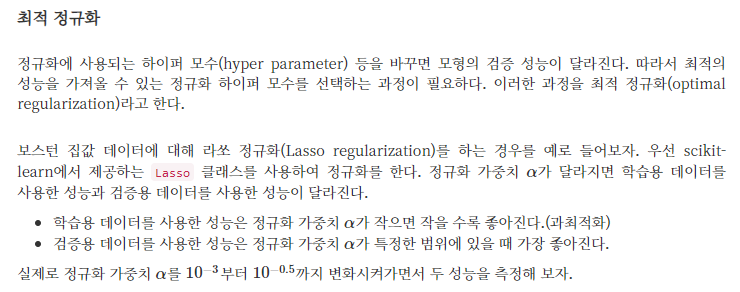 최적 정규화
정규화에 사용되는 하이퍼 모수(hyper parameter) 등을 바꾸면 모형의 검증 성능이 달라진다. 따라서 최적의
성능을 가져올 수 있는 정규화 하이퍼 모수를 선택하는 과정이 필요하다. 이러한 과정을 최적 정규화(optimal
regularization)라고 한다.
보스턴 집값 데이터에 대해 라쏘 정규화(Lasso regularization)를 하는 경우를 예로 들어보자. 우선 scikit-
learn에서 제공하는 Lasso 클래스를 사용하여 정규화를 한다. 정규화 가중치 α가 달라지면 학습용 데이터를
사용한 성능과 검증용 데이터를 사용한 성능이 달라진다.
• 학습용 데이터를 사용한 성능은 정규화 가중치 α가 작으면 작을 수록 좋아진다.(과최적화)
• 검증용 데이터를 사용한 성능은 정규화 가중치 α가 특정한 범위에 있을 때 가장 좋아진다.
실제로 정규화 가중치 α를 10⁻³부터 10⁻⁰·⁵까지 변화시켜가면서 두 성능을 측정해 보자.